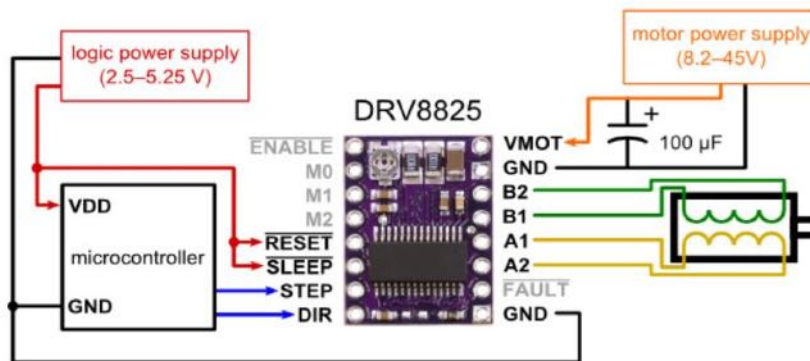 logic power supply
(2.5–5.25 V)
motor power supply
(8.2–45V)
DRV8825
ENABLE
M0
M1
M2
RESET
SLEEP
STEP
DIR
VMOT
GND
B2
B1
A1
A2
FAULT
GND
+
100 µF
VDD
microcontroller
GND